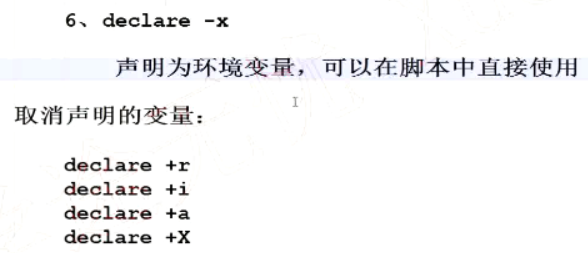 6、declare -x
声明为环境变量，可以在脚本中直接使用
取消声明的变量：
declare +r
declare +i
declare +a
declare +X